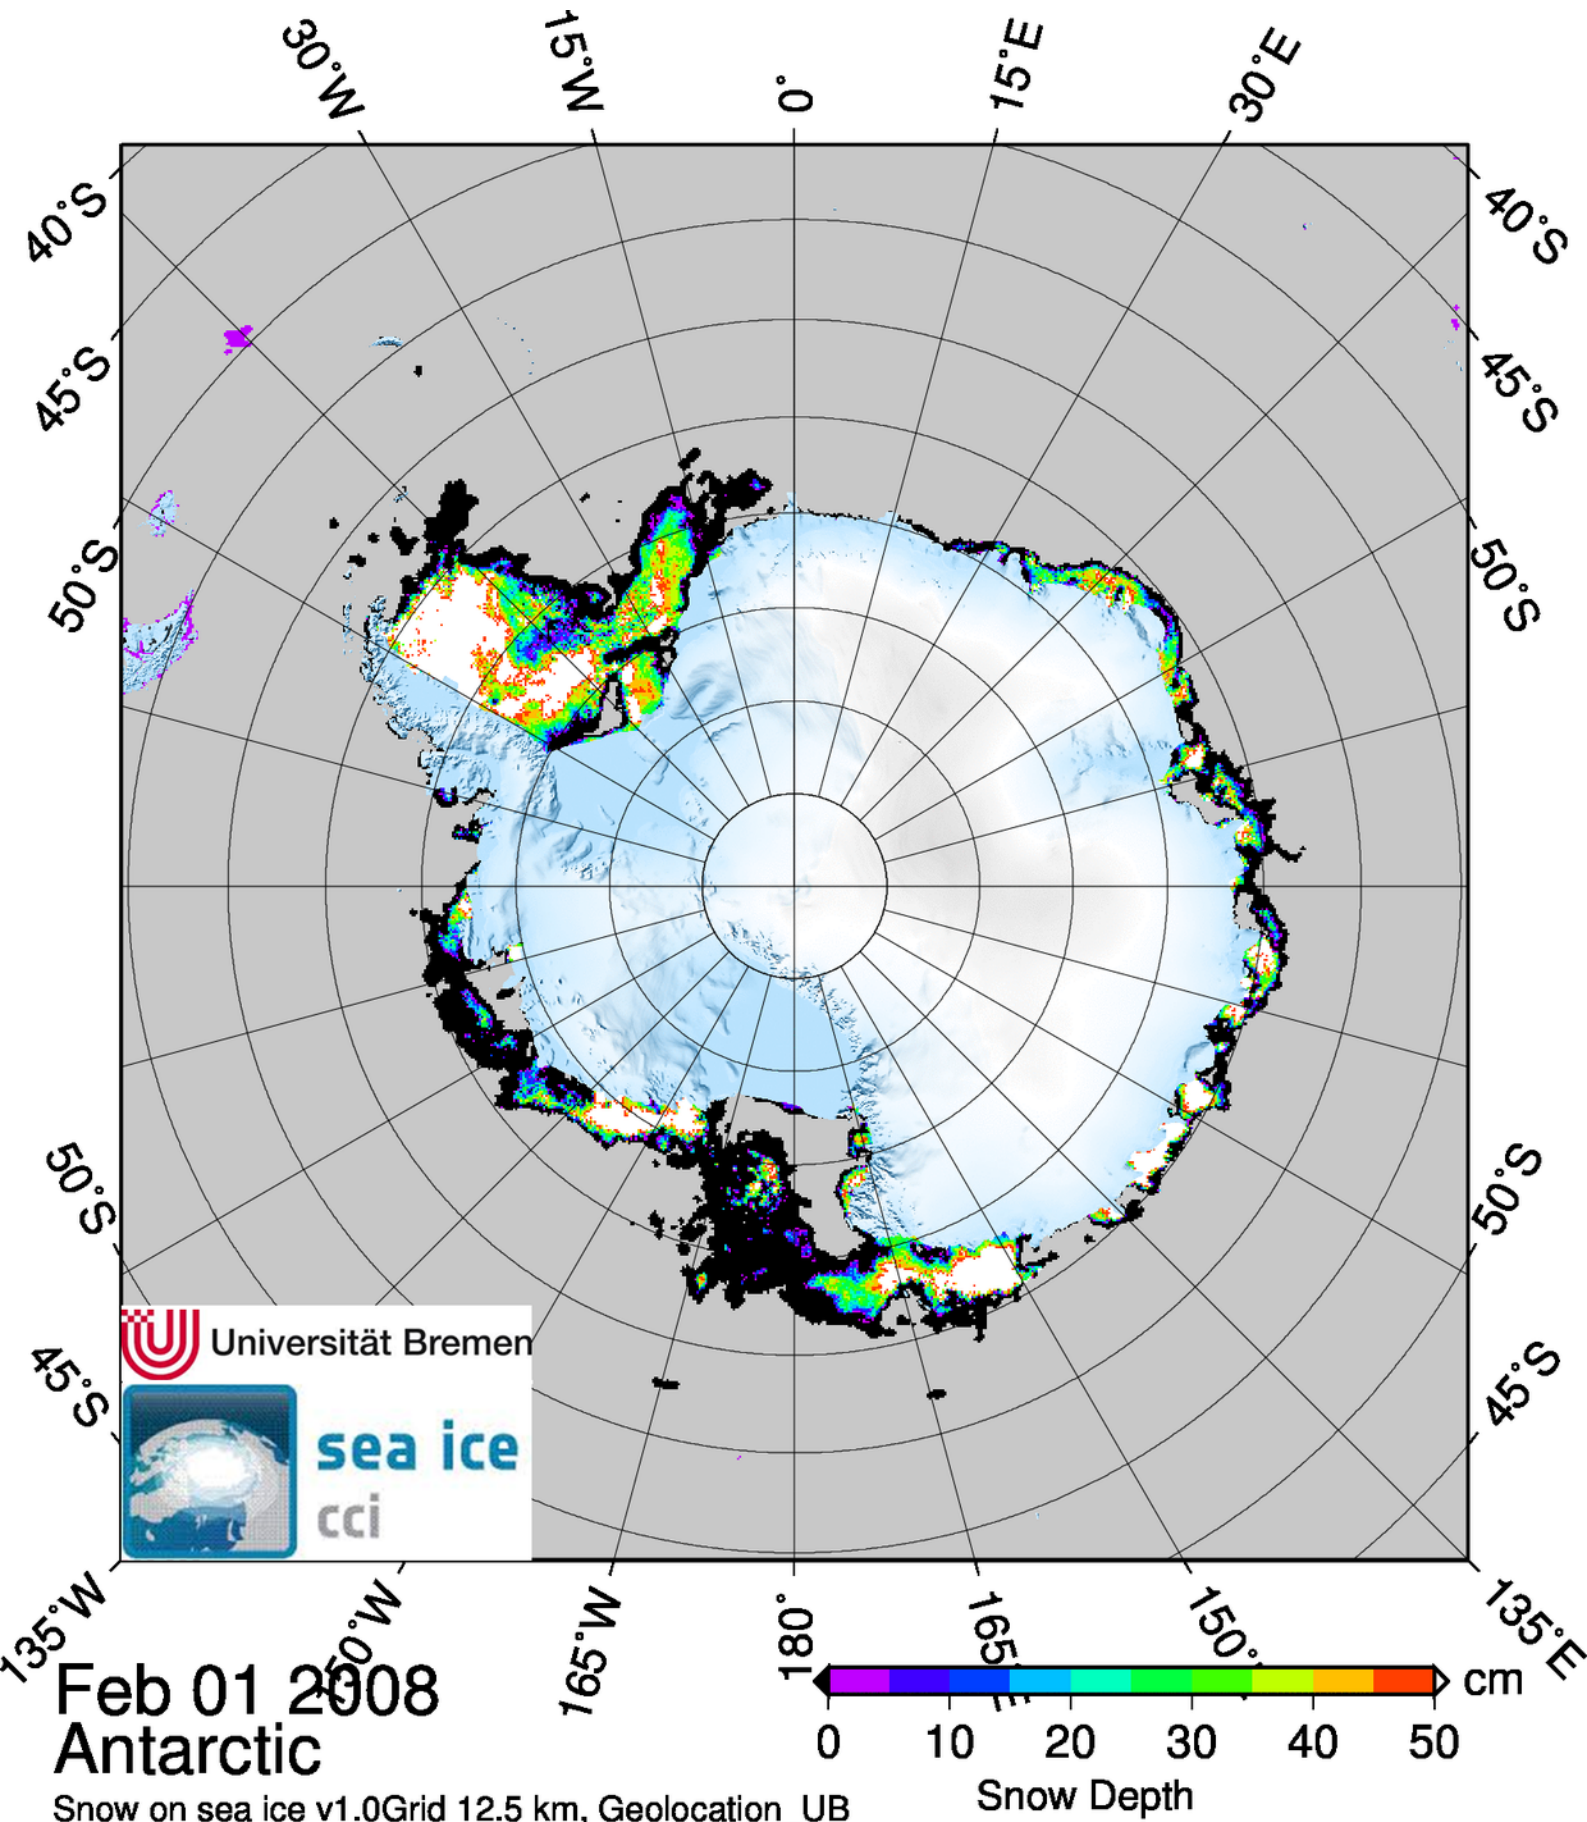 30°W 15°W 0° 15°E 30°E
40°S 40°S
45°S 45°S
50°S 50°S
50°S 50°S
45°S 45°S
Universität Bremen
sea ice
cci
135°W 165°W 180° 165°E 150° 135°E
Feb 01 2008
Antarctic
Snow on sea ice v1.0Grid 12.5 km, Geolocation UB
cm
0 10 20 30 40 50
Snow Depth